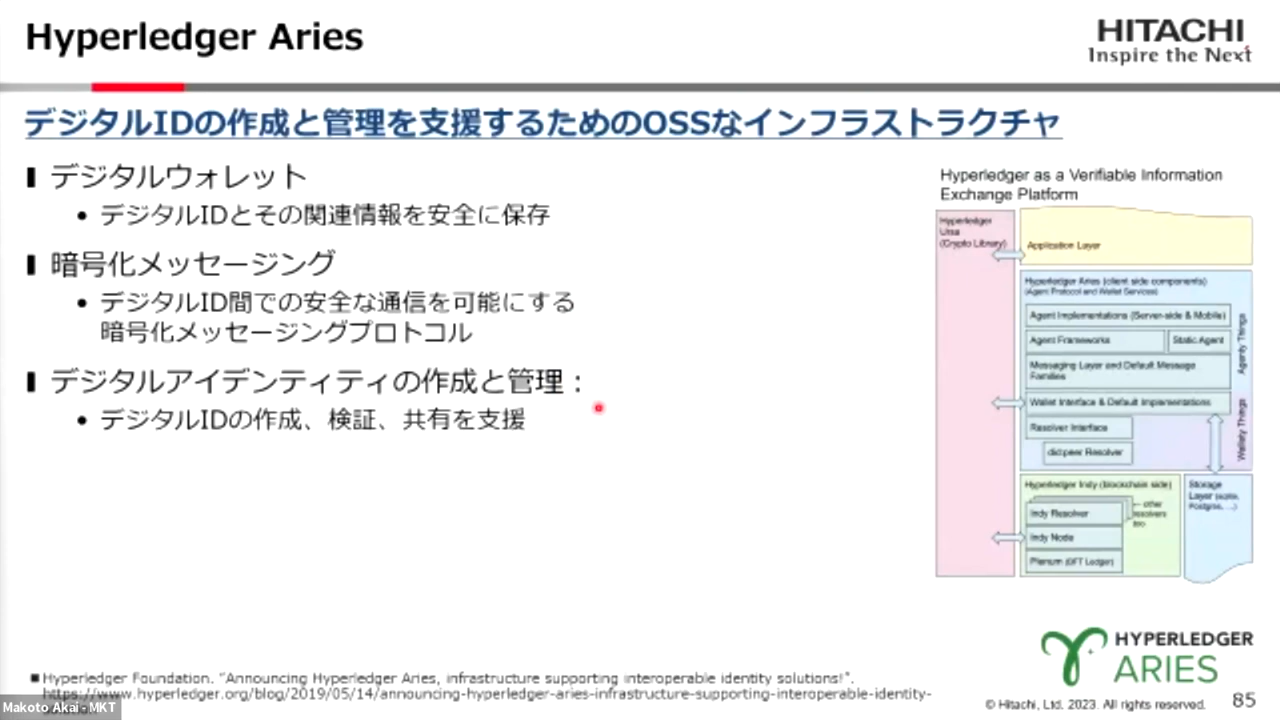 Hyperledger Aries
HITACHI
Inspire the Next
デジタルIDの作成と管理を支援するためのOSSなインフラストラクチャ
デジタルウォレット
• デジタルIDとその関連情報を安全に保存
暗号化メッセージング
• デジタルID間での安全な通信を可能にする
暗号化メッセージングプロトコル
デジタルアイデンティティの作成と管理：
• デジタルIDの作成、検証、共有を支援
Hyperledger as a Verifiable Information
Exchange Platform
Hyperledger
Ursa
(Crypto Library)
Application Layer
Hyperledger Aries (client side components)
(Agent Protocol and Wallet Services)
Agent Implementations (Server-side & Mobile)
Agent Frameworks
Static Agent
Messaging Layer and Default Message
Families
Wallet Interface & Default Implementations
Resolver Interface
did:peer Resolver
Agenty Things
Wallety Things
Hyperledger Indy (blockchain side)
Indy Resolver
← other
resolvers
too
Indy Node
Plenum (BFT Ledger)
Storage
Layer
Postgres, ...)
HYPERLEDGER
ARIES
■ Hyperledger Foundation. "Announcing Hyperledger Aries, infrastructure supporting interoperable identity solutions!".
https://www.hyperledger.org/blog/2019/05/14/announcing-hyperledger-aries-infrastructure-supporting-interoperable-identity-
Makoto Akai - MKT
© Hitachi, Ltd. 2023. All rights reserved.
85